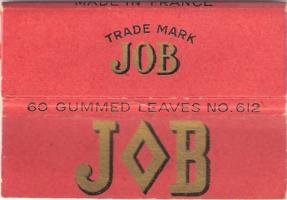 MADE IN FRANCE
TRADE MARK
JOB
60 GUMMED LEAVES NO. 612
JOB